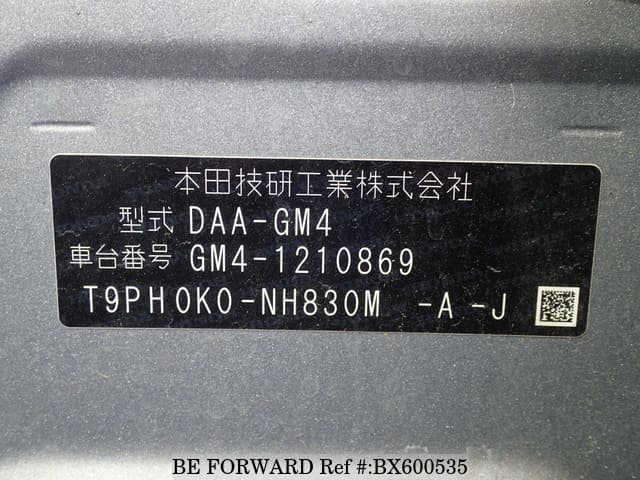 本田技研工業株式会社
型式 DAA-GM4
車台番号 GM4-1210869
T9PH0K0-NH830M -A -J
BE FORWARD Ref #:BX600535